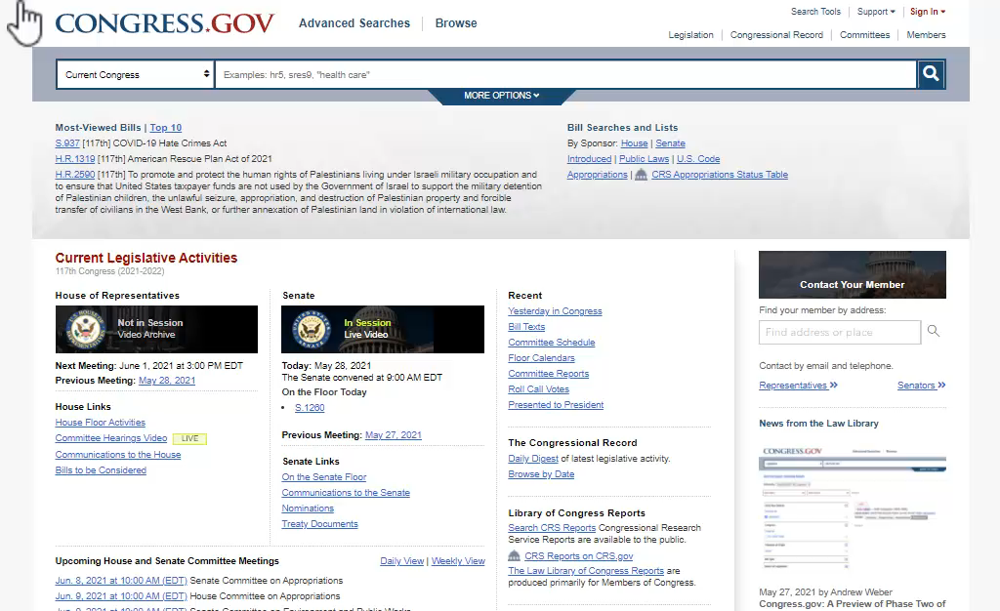 CONGRESS.GOV
Advanced Searches | Browse
Search Tools | Support | Sign In
Legislation | Congressional Record | Committees | Members
Current Congress
Examples: hr5, sres9, "health care"
MORE OPTIONS
Most-Viewed Bills | Top 10
S.937 [117th] COVID-19 Hate Crimes Act
H.R.1319 [117th] American Rescue Plan Act of 2021
H.R.2590 [117th] To promote and protect the human rights of Palestinians living under Israeli military occupation and
to ensure that United States taxpayer funds are not used by the Government of Israel to support the military detention
of Palestinian children, the unlawful seizure, appropriation, and destruction of Palestinian property and forcible
transfer of civilians in the West Bank, or further annexation of Palestinian land in violation of international law.
Bill Searches and Lists
By Sponsor: House | Senate
Introduced | Public Laws | U.S. Code
Appropriations | CRS Appropriations Status Table
Current Legislative Activities
117th Congress (2021-2022)
House of Representatives
Not in Session
Video Archive
Next Meeting: June 1, 2021 at 3:00 PM EDT
Previous Meeting: May 28, 2021
House Links
House Floor Activities
Committee Hearings Video LIVE
Communications to the House
Bills to be Considered
Senate
In Session
Live Video
Today: May 28, 2021
The Senate convened at 9:00 AM EDT
On the Floor Today
• S.1260
Previous Meeting: May 27, 2021
Senate Links
On the Senate Floor
Communications to the Senate
Nominations
Treaty Documents
Recent
Yesterday in Congress
Bill Texts
Committee Schedule
Floor Calendars
Committee Reports
Roll Call Votes
Presented to President
The Congressional Record
Daily Digest of latest legislative activity.
Browse by Date
Library of Congress Reports
Search CRS Reports Congressional Research
Service Reports are available to the public.
CRS Reports on CRS.gov
The Law Library of Congress Reports are
produced primarily for Members of Congress.
Upcoming House and Senate Committee Meetings
Daily View | Weekly View
Jun. 8, 2021 at 10:00 AM (EDT) Senate Committee on Appropriations
Jun. 9, 2021 at 10:00 AM (EDT) House Committee on Appropriations
Contact Your Member
Find your member by address:
Find address or place
Contact by email and telephone.
Representatives »
Senators »
News from the Law Library
CONGRESS.GOV
May 27, 2021 by Andrew Weber
Congress.gov: A Preview of Phase Two of